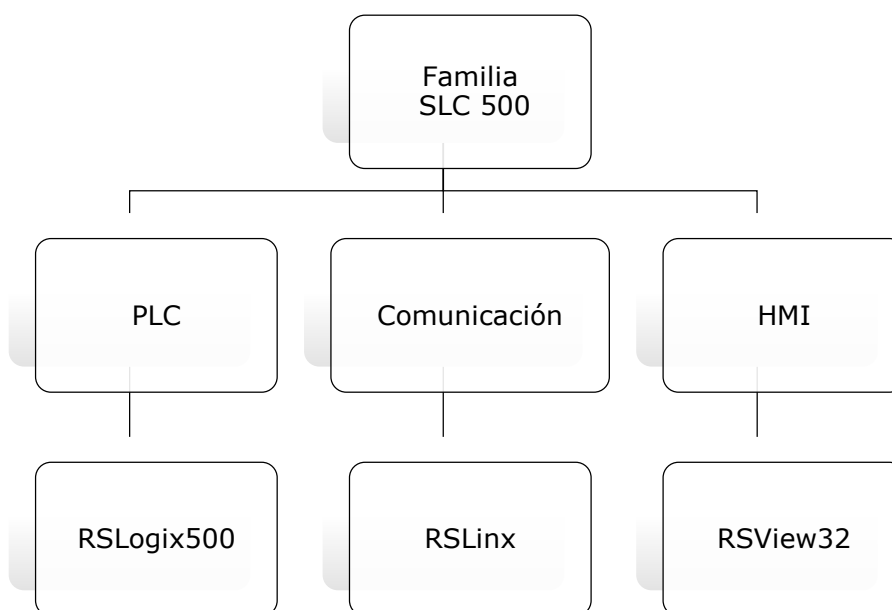 Familia
SLC 500
PLC
Comunicación
HMI
RSLogix500
RSLinx
RSView32